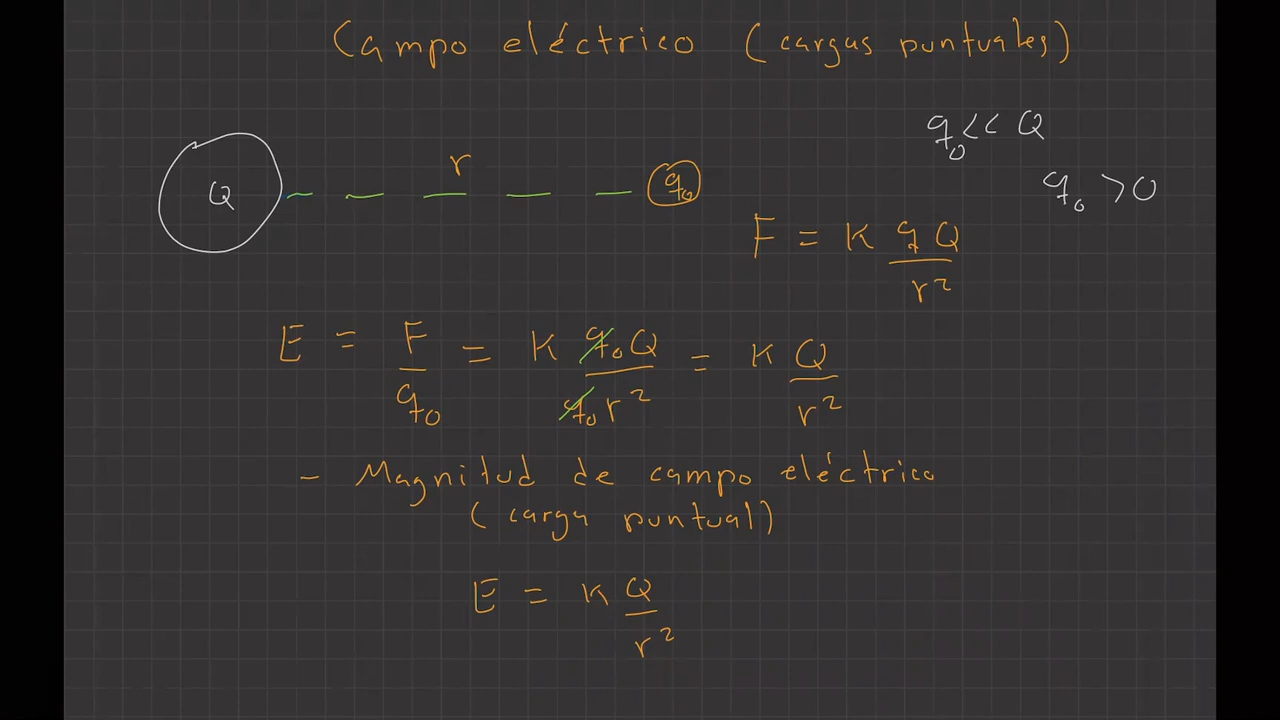 Campo eléctrico (cargas puntuales)
q₀ << Q
r
Q
q₀
q₀ > 0
F = K qQ / r²
E = F / q₀ = K q₀Q / q₀r² = K Q / r²
- Magnitud de campo eléctrico
(carga puntual)
E = K Q / r²